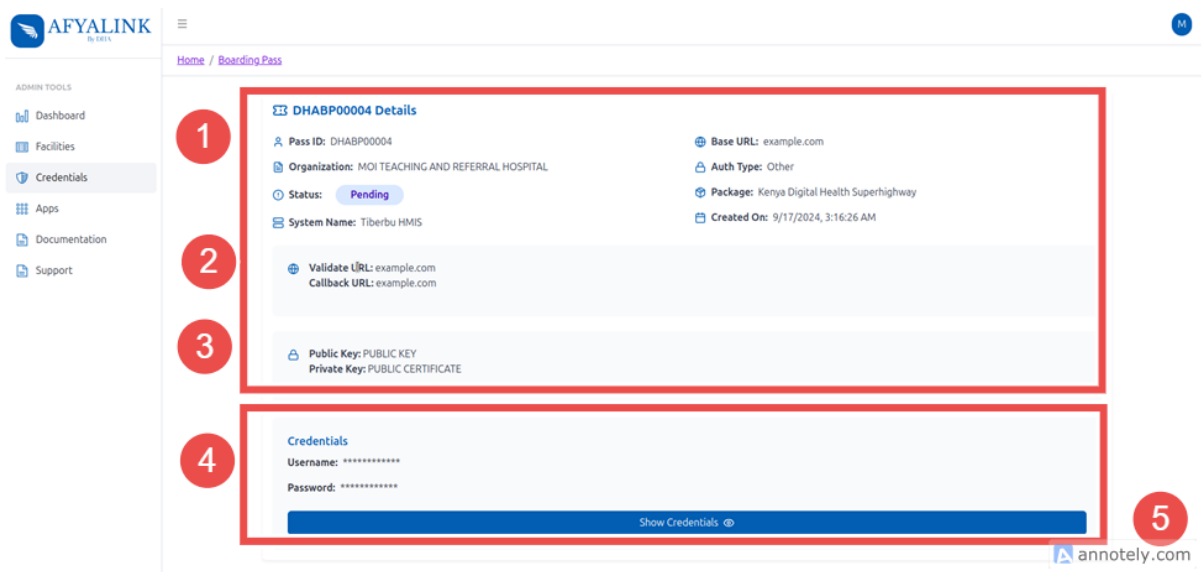 AFYALINK
By DHA
M
Home / Boarding Pass
ADMIN TOOLS
Dashboard
Facilities
Credentials
Apps
Documentation
Support
1
DHABP00004 Details
Pass ID: DHABP00004
Organization: MOI TEACHING AND REFERRAL HOSPITAL
Status: Pending
System Name: Tiberbu HMIS
Base URL: example.com
Auth Type: Other
Package: Kenya Digital Health Superhighway
Created On: 9/17/2024, 3:16:26 AM
2
Validate URL: example.com
Callback URL: example.com
3
Public Key: PUBLIC KEY
Private Key: PUBLIC CERTIFICATE
4
Credentials
Username: ************
Password: ************
Show Credentials
5
annotely.com